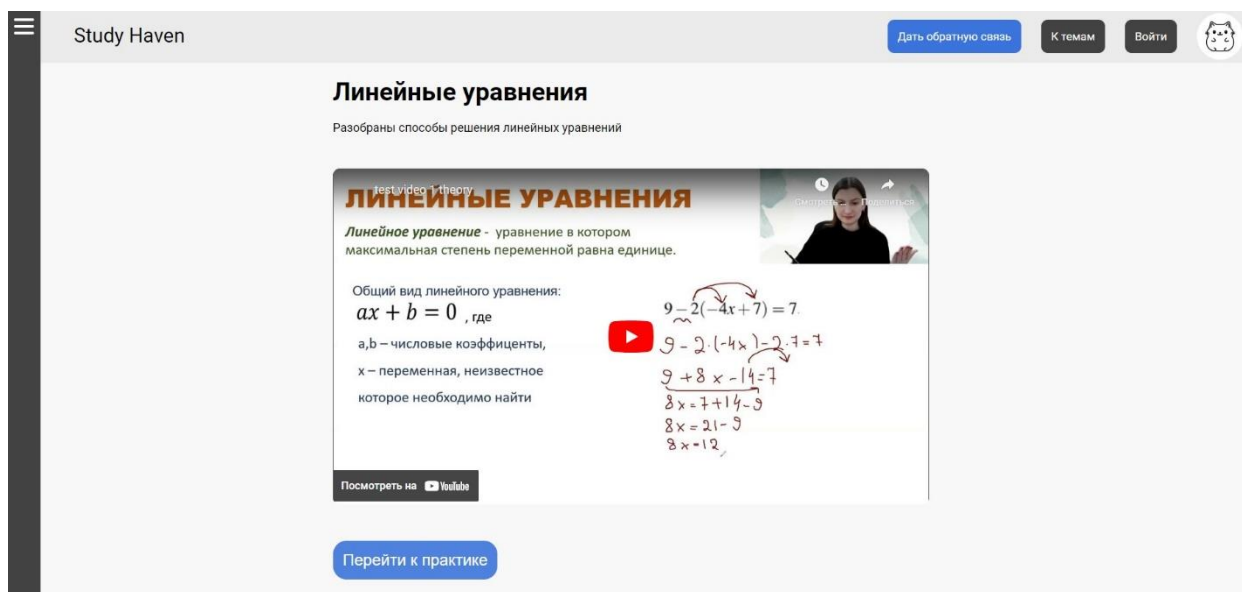 Study Haven
Дать обратную связь
К темам
Войти
Линейные уравнения
Разобраны способы решения линейных уравнений
test video 1 theory
Смотреть Поделиться
ЛИНЕЙНЫЕ УРАВНЕНИЯ
Линейное уравнение - уравнение в котором
максимальная степень переменной равна единице.
Общий вид линейного уравнения:
ax + b = 0 , где
a,b – числовые коэффиценты,
x – переменная, неизвестное
которое необходимо найти
9 – 2(–4x + 7) = 7.
9 - 2·(-4x) - 2·7 = 7
9 + 8x - 14 = 7
8x = 7 + 14 - 9
8x = 21 - 9
8x = 12
Посмотреть на YouTube
Перейти к практике